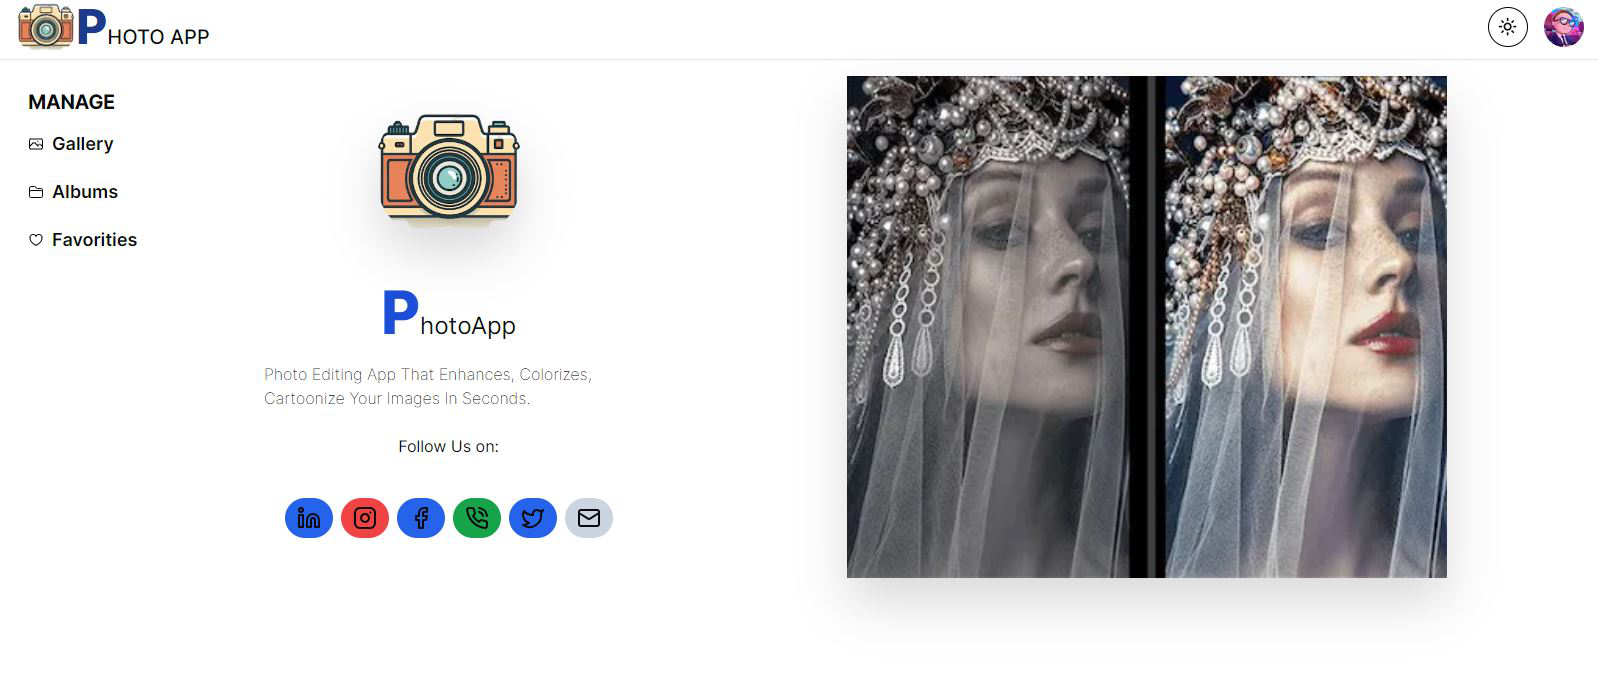 PHOTO APP
MANAGE
Gallery
Albums
Favorities
PhotoApp
Photo Editing App That Enhances, Colorizes,
Cartoonize Your Images In Seconds.
Follow Us on: